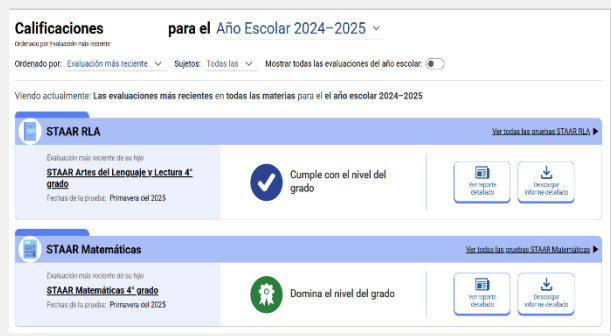 Calificaciones para el Año Escolar 2024–2025
Ordenado por Evaluación más reciente
Ordenado por: Evaluación más reciente Sujetos: Todas las Mostrar todas las evaluaciones del año escolar:
Viendo actualmente: Las evaluaciones más recientes en todas las materias para el el año escolar 2024–2025
STAAR RLA
Ver todas las pruebas STAAR RLA
Evaluación más reciente de su hijo
STAAR Artes del Lenguaje y Lectura 4°
grado
Fechas de la prueba: Primavera del 2025
Cumple con el nivel del
grado
Ver reporte
detallado
Descargar
informe detallado
STAAR Matemáticas
Ver todas las pruebas STAAR Matemáticas
Evaluación más reciente de su hijo
STAAR Matemáticas 4° grado
Fechas de la prueba: Primavera del 2025
Domina el nivel del grado
Ver reporte
detallado
Descargar
informe detallado